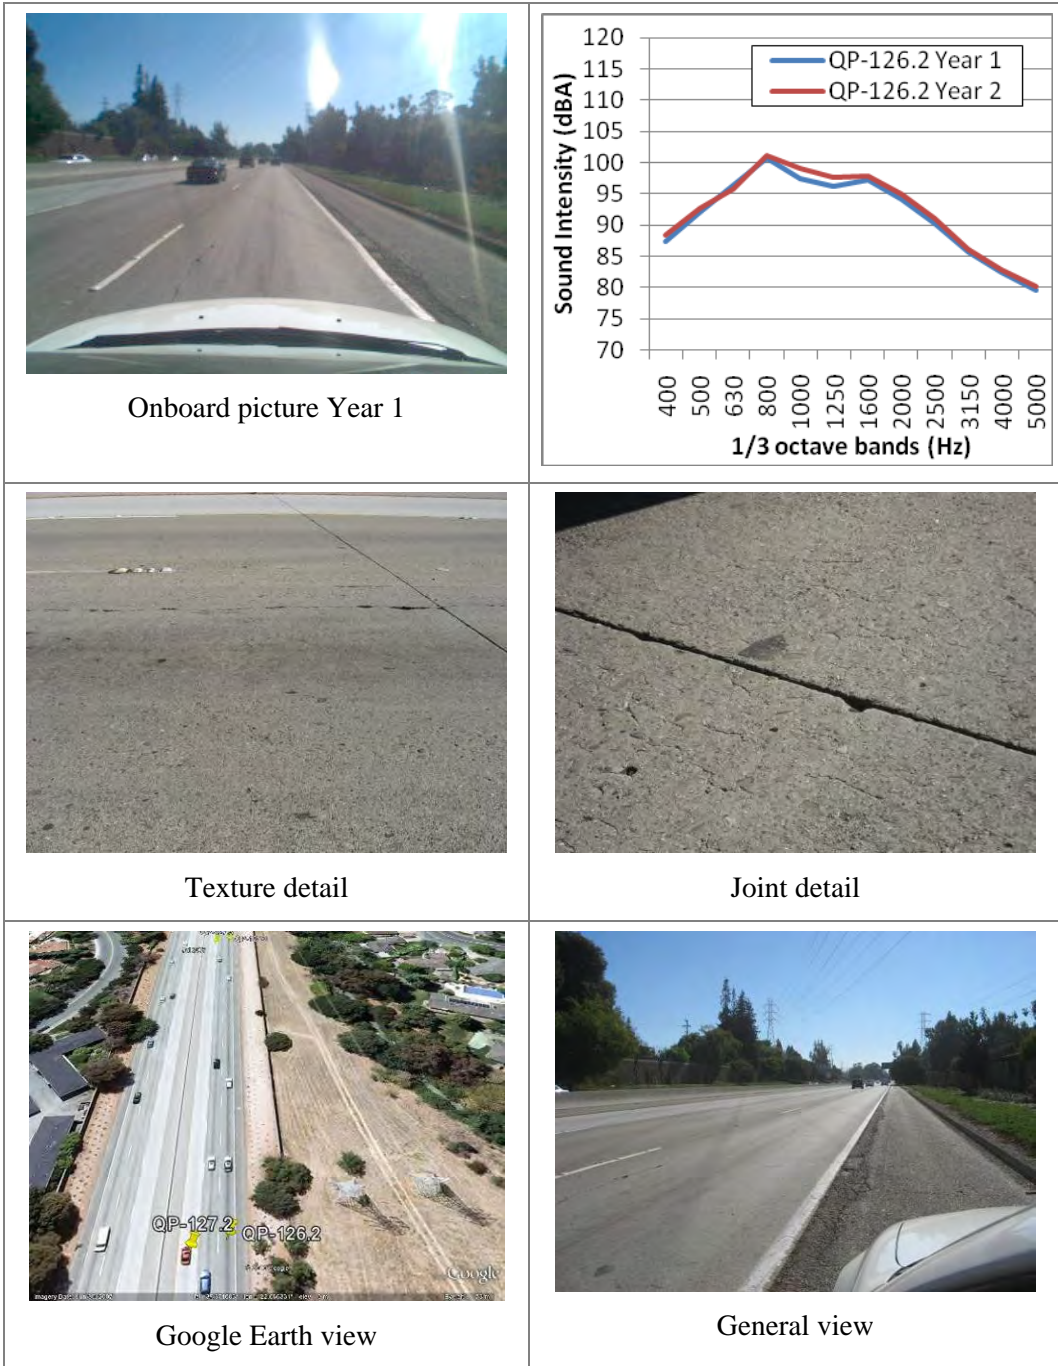 Onboard picture Year 1
Sound Intensity (dBA)
120
115
110
105
100
95
90
85
80
75
70
QP-126.2 Year 1
QP-126.2 Year 2
400
500
630
800
1000
1250
1600
2000
2500
3150
4000
5000
1/3 octave bands (Hz)
Texture detail
Joint detail
QP-127.2
QP-126.2
Google
Google Earth view
General view